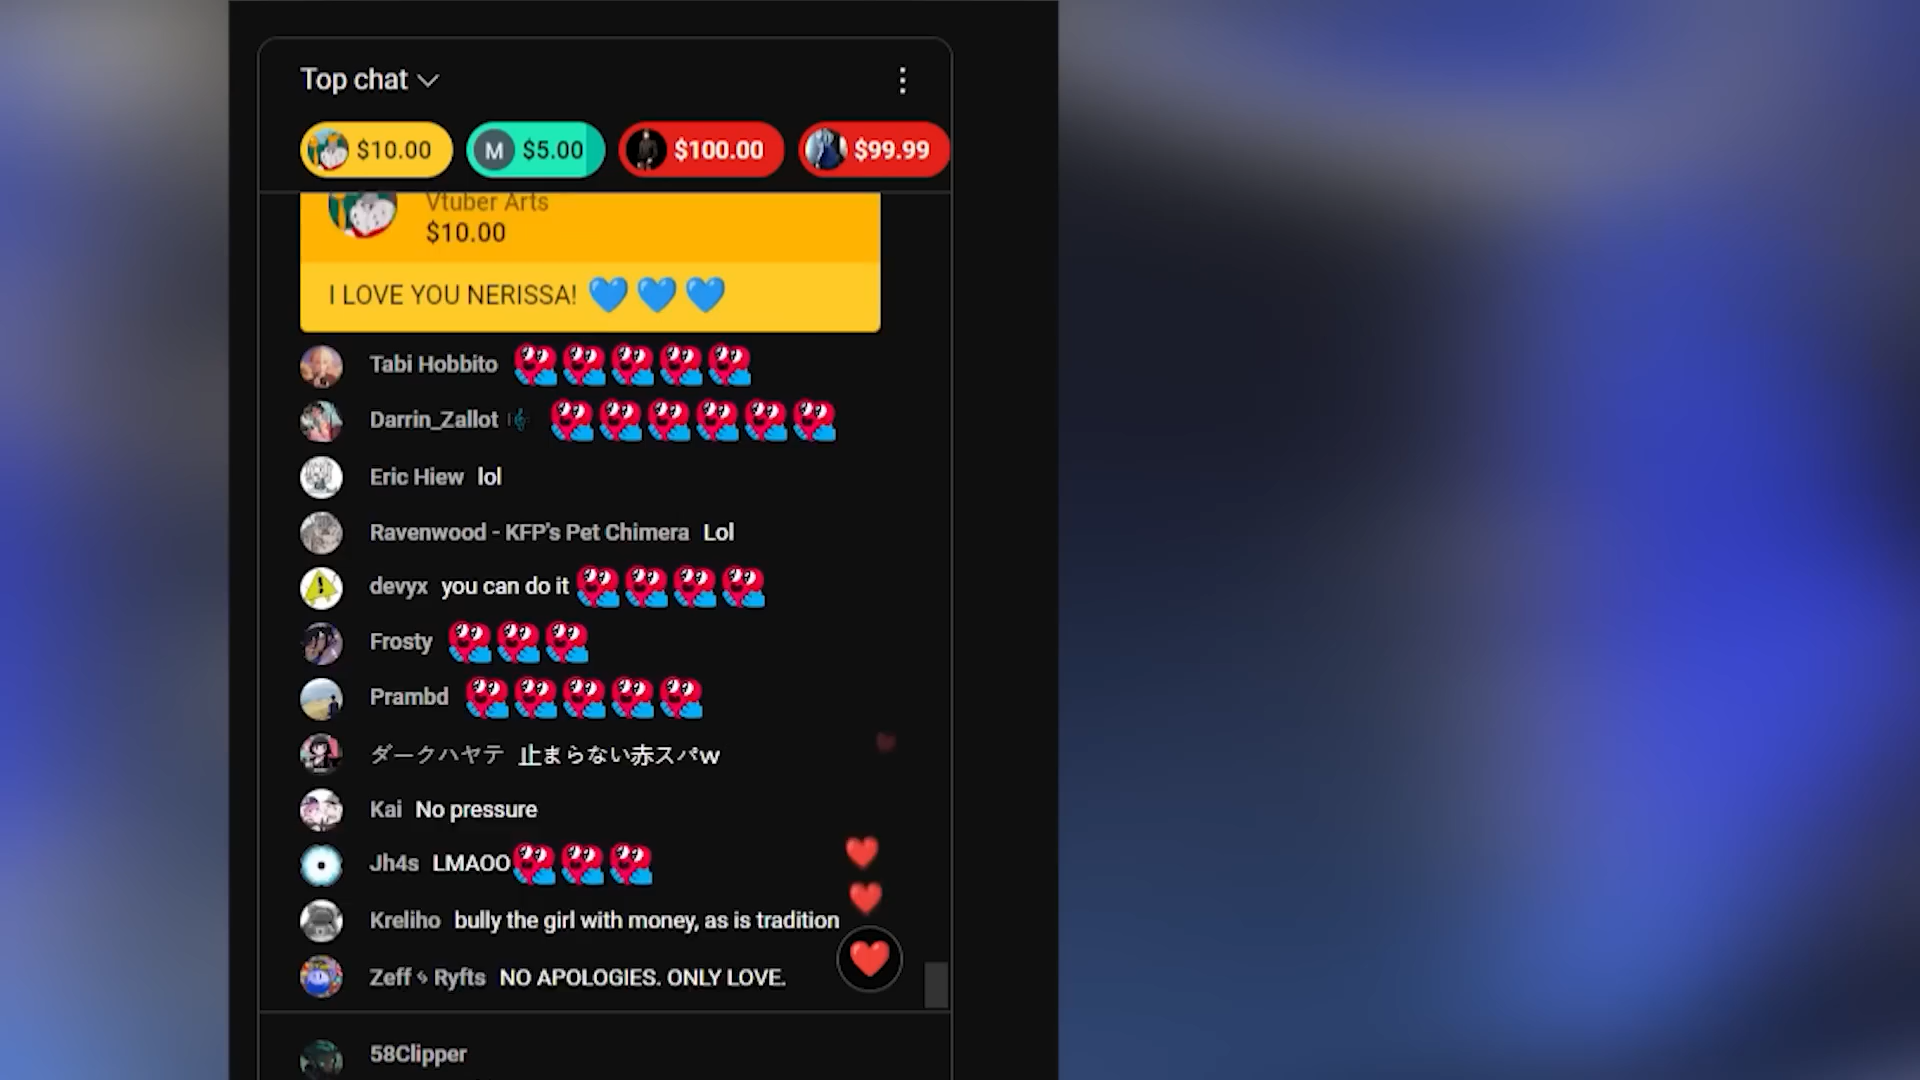 Top chat
$10.00
M $5.00
$100.00
$99.99
Vtuber Arts
$10.00
I LOVE YOU NERISSA! 💙💙💙
Tabi Hobbito
Darrin_Zallot
Eric Hiew lol
Ravenwood - KFP's Pet Chimera Lol
devyx you can do it
Frosty
Prambd
ダークハヤテ 止まらない赤スパw
Kai No pressure
Jh4s LMAOO
Kreliho bully the girl with money, as is tradition
Zeff ϟ Ryfts NO APOLOGIES. ONLY LOVE.
58Clipper